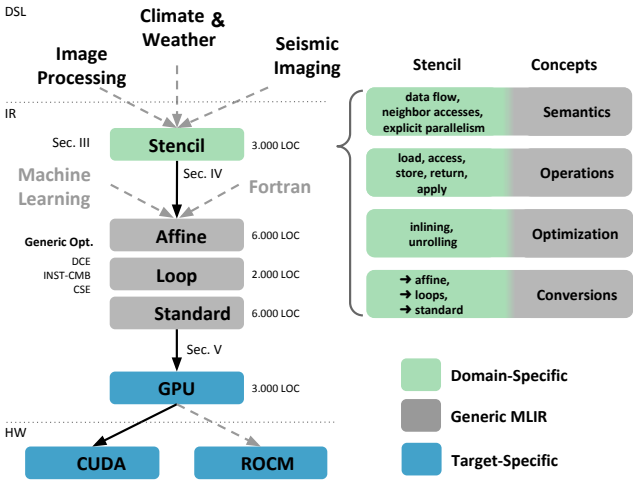 DSL
Climate &
Weather
Image
Processing
Seismic
Imaging
IR
Sec. III
Stencil
3.000 LOC
Sec. IV
Machine
Learning
Fortran
Generic Opt.
DCE
INST-CMB
CSE
Affine
6.000 LOC
Loop
2.000 LOC
Standard
6.000 LOC
Sec. V
GPU
3.000 LOC
HW
CUDA
ROCM
Stencil
Concepts
data flow,
neighbor accesses,
explicit parallelism
Semantics
load, access,
store, return,
apply
Operations
inlining,
unrolling
Optimization
➔ affine,
➔ loops,
➔ standard
Conversions
Domain-Specific
Generic MLIR
Target-Specific